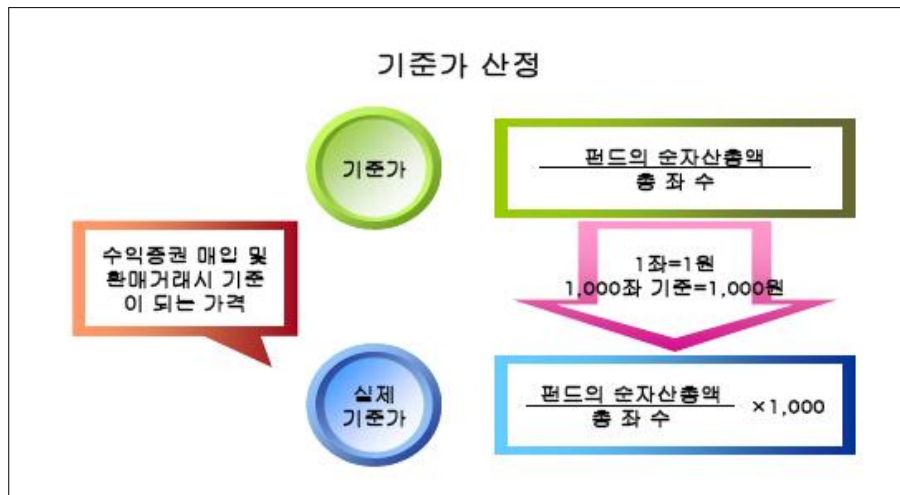 기준가 산정
기준가
펀드의 순자산총액
총 좌 수
수익증권 매입 및
환매거래시 기준
이 되는 가격
1좌=1원
1,000좌 기준=1,000원
실제
기준가
펀드의 순자산총액
총 좌 수
×1,000